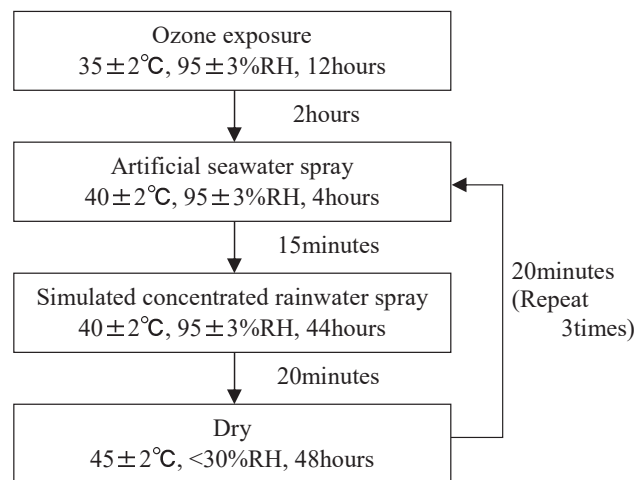 Ozone exposure
35±2℃, 95±3%RH, 12hours
2hours
Artificial seawater spray
40±2℃, 95±3%RH, 4hours
15minutes
Simulated concentrated rainwater spray
40±2℃, 95±3%RH, 44hours
20minutes
Dry
45±2℃, <30%RH, 48hours
20minutes
(Repeat
3times)